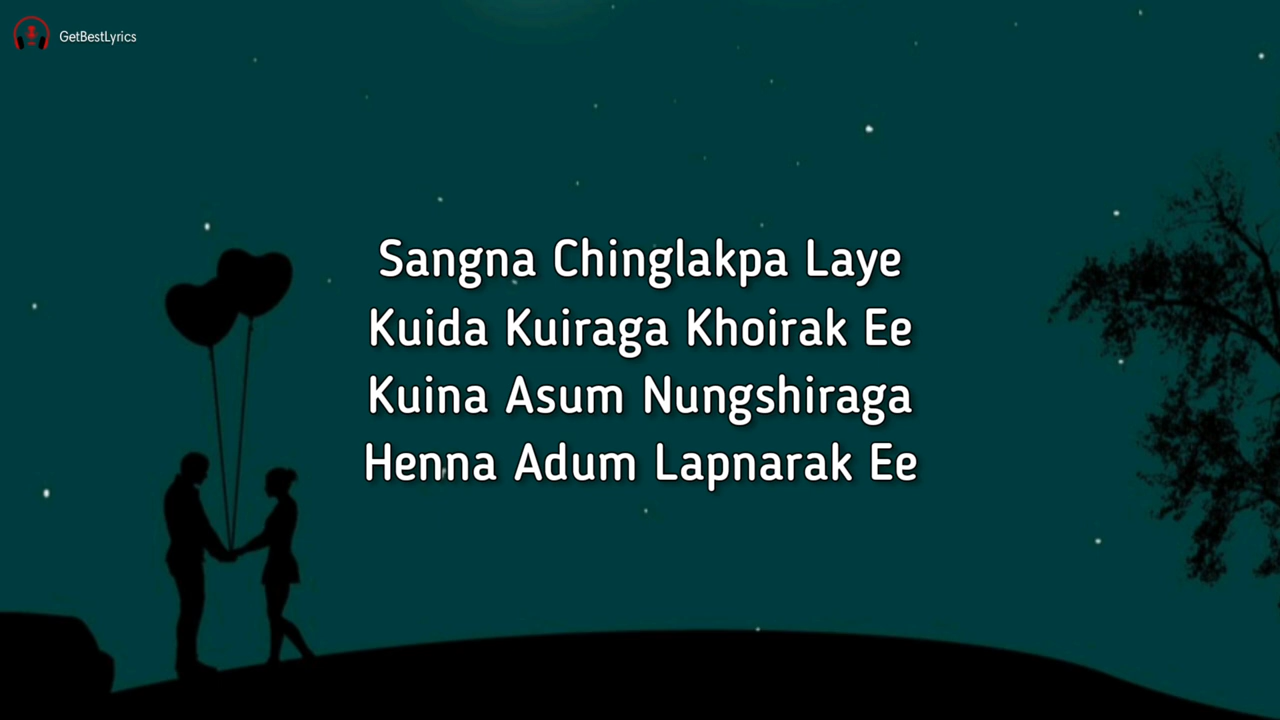 GetBestLyrics
Sangna Chinglakpa Laye
Kuida Kuiraga Khoirak Ee
Kuina Asum Nungshiraga
Henna Adum Lapnarak Ee